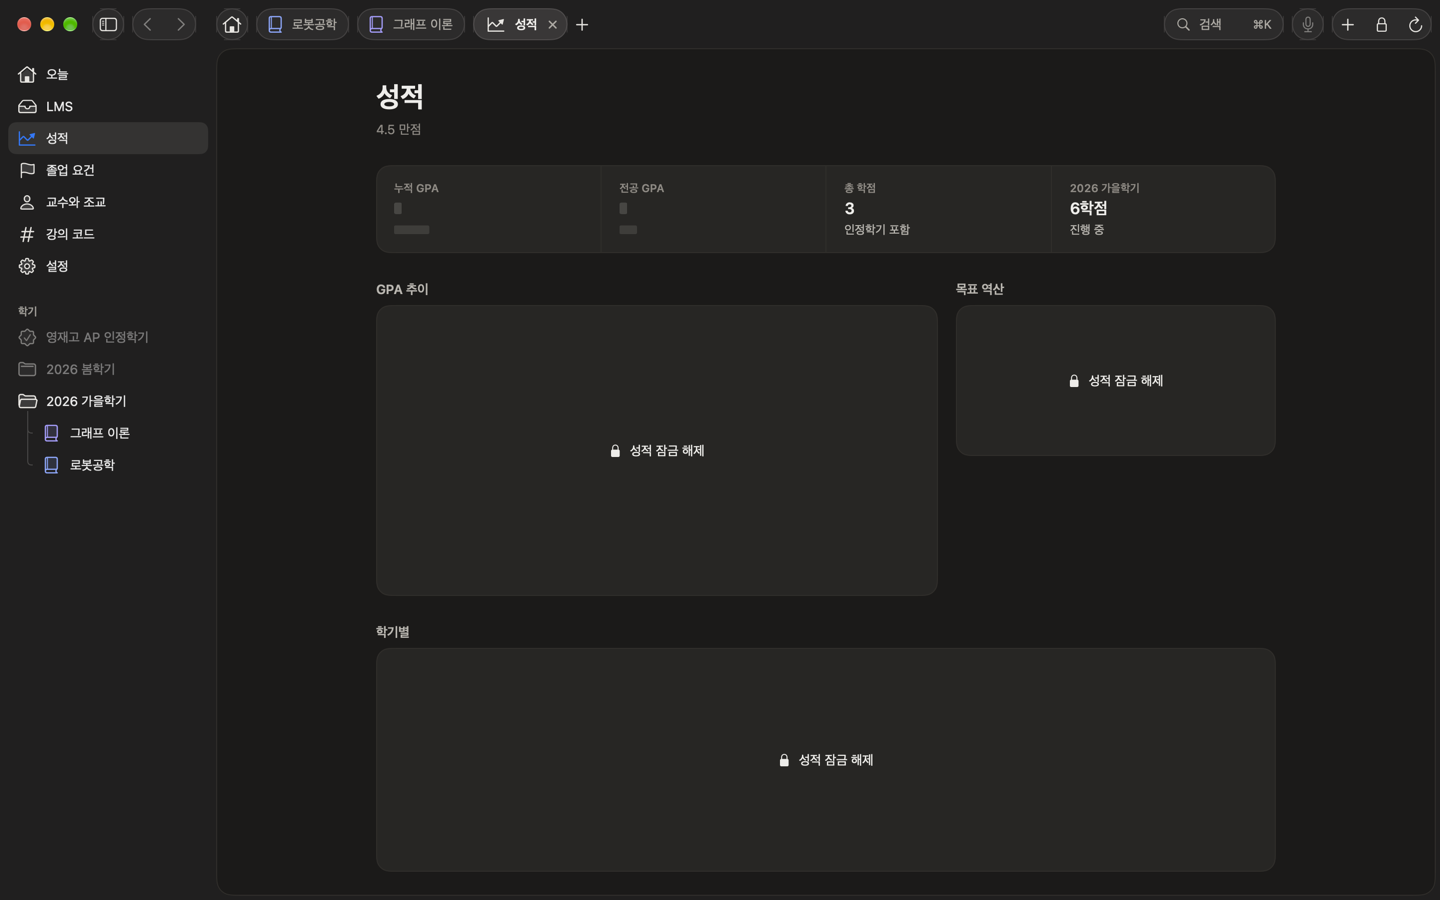 로봇공학
그래프 이론
성적
검색 ⌘K
오늘
LMS
성적
졸업 요건
교수와 조교
강의 코드
설정
학기
영재고 AP 인정학기
2026 봄학기
2026 가을학기
그래프 이론
로봇공학
성적
4.5 만점
누적 GPA
전공 GPA
총 학점
3
인정학기 포함
2026 가을학기
6학점
진행 중
GPA 추이
성적 잠금 해제
목표 역산
성적 잠금 해제
학기별
성적 잠금 해제